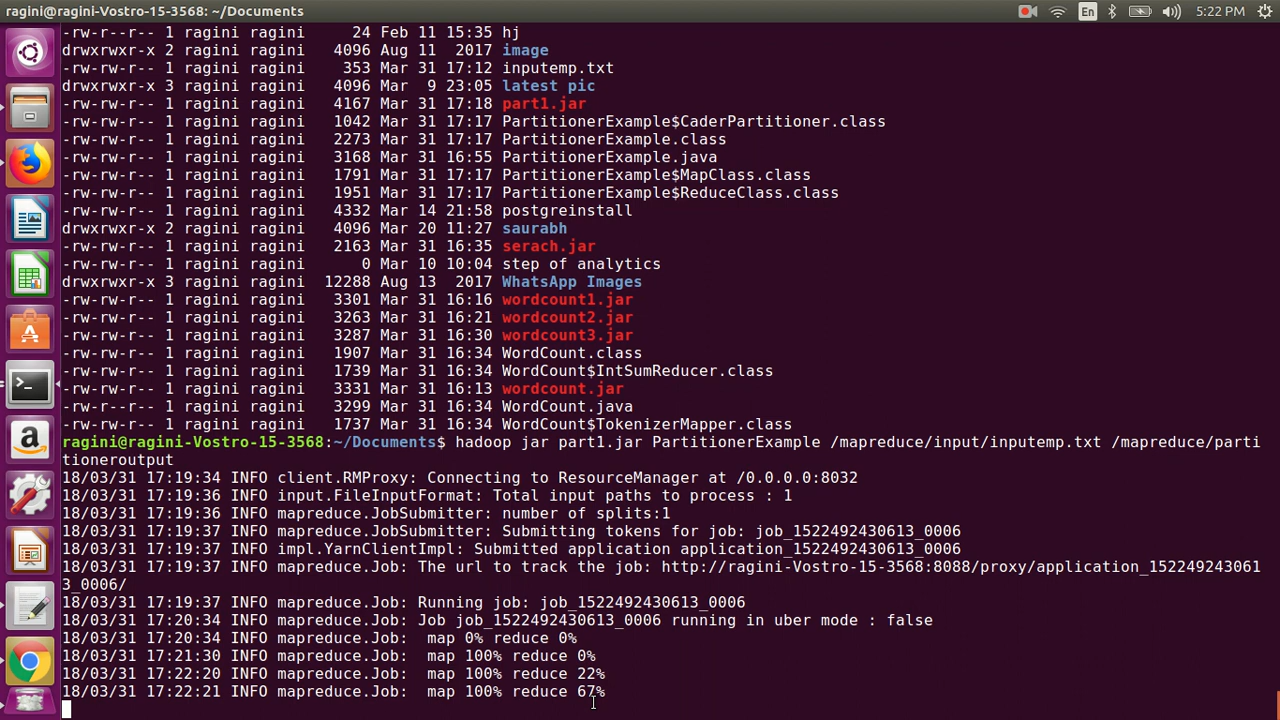 ragini@ragini-Vostro-15-3568: ~/Documents
En
5:22 PM
-rw-r--r-- 1 ragini ragini    24 Feb 11 15:35 hj
drwxrwxr-x 2 ragini ragini  4096 Aug 11  2017 image
-rw-rw-r-- 1 ragini ragini   353 Mar 31 17:12 inputemp.txt
drwxrwxr-x 3 ragini ragini  4096 Mar  9 23:05 latest pic
-rw-rw-r-- 1 ragini ragini  4167 Mar 31 17:18 part1.jar
-rw-rw-r-- 1 ragini ragini  1042 Mar 31 17:17 PartitionerExample$CaderPartitioner.class
-rw-rw-r-- 1 ragini ragini  2273 Mar 31 17:17 PartitionerExample.class
-rw-rw-r-- 1 ragini ragini  3168 Mar 31 16:55 PartitionerExample.java
-rw-rw-r-- 1 ragini ragini  1791 Mar 31 17:17 PartitionerExample$MapClass.class
-rw-rw-r-- 1 ragini ragini  1951 Mar 31 17:17 PartitionerExample$ReduceClass.class
-rw-rw-r-- 1 ragini ragini  4332 Mar 14 21:58 postgreinstall
drwxrwxr-x 2 ragini ragini  4096 Mar 20 11:27 saurabh
-rw-rw-r-- 1 ragini ragini  2163 Mar 31 16:35 serach.jar
-rw-rw-r-- 1 ragini ragini     0 Mar 10 10:04 step of analytics
drwxrwxr-x 3 ragini ragini 12288 Aug 13  2017 WhatsApp Images
-rw-rw-r-- 1 ragini ragini  3301 Mar 31 16:16 wordcount1.jar
-rw-rw-r-- 1 ragini ragini  3263 Mar 31 16:21 wordcount2.jar
-rw-rw-r-- 1 ragini ragini  3287 Mar 31 16:30 wordcount3.jar
-rw-rw-r-- 1 ragini ragini  1907 Mar 31 16:34 WordCount.class
-rw-rw-r-- 1 ragini ragini  1739 Mar 31 16:34 WordCount$IntSumReducer.class
-rw-rw-r-- 1 ragini ragini  3331 Mar 31 16:13 wordcount.jar
-rw-rw-r-- 1 ragini ragini  3299 Mar 31 16:34 WordCount.java
-rw-rw-r-- 1 ragini ragini  1737 Mar 31 16:34 WordCount$TokenizerMapper.class
ragini@ragini-Vostro-15-3568:~/Documents$ hadoop jar part1.jar PartitionerExample /mapreduce/input/inputemp.txt /mapreduce/parti
tioneroutput
18/03/31 17:19:34 INFO client.RMProxy: Connecting to ResourceManager at /0.0.0.0:8032
18/03/31 17:19:36 INFO input.FileInputFormat: Total input paths to process : 1
18/03/31 17:19:36 INFO mapreduce.JobSubmitter: number of splits:1
18/03/31 17:19:37 INFO mapreduce.JobSubmitter: Submitting tokens for job: job_1522492430613_0006
18/03/31 17:19:37 INFO impl.YarnClientImpl: Submitted application application_1522492430613_0006
18/03/31 17:19:37 INFO mapreduce.Job: The url to track the job: http://ragini-Vostro-15-3568:8088/proxy/application_152249243061
3_0006/
18/03/31 17:19:37 INFO mapreduce.Job: Running job: job_1522492430613_0006
18/03/31 17:20:34 INFO mapreduce.Job: Job job_1522492430613_0006 running in uber mode : false
18/03/31 17:20:34 INFO mapreduce.Job:  map 0% reduce 0%
18/03/31 17:21:30 INFO mapreduce.Job:  map 100% reduce 0%
18/03/31 17:22:20 INFO mapreduce.Job:  map 100% reduce 22%
18/03/31 17:22:21 INFO mapreduce.Job:  map 100% reduce 67%